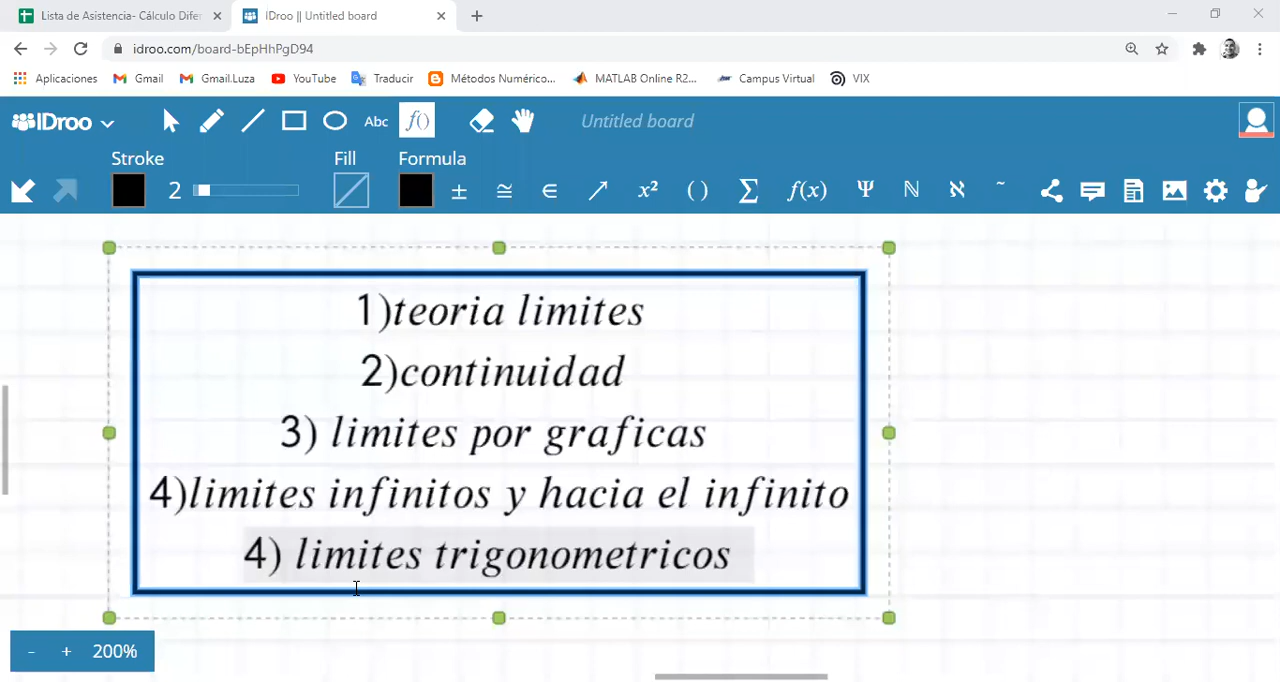 Lista de Asistencia- Cálculo Difer
IDroo || Untitled board
idroo.com/board-bEpHhPgD94
Aplicaciones
Gmail
Gmail.Luza
YouTube
Traducir
Métodos Numérico...
MATLAB Online R2...
Campus Virtual
VIX
IDroo
Abc
f()
Untitled board
Stroke
Fill
Formula
2
± ≅ ∈ x² ( ) ∑ f(x) Ψ ℕ ℵ ~
1)teoria limites
2)continuidad
3) limites por graficas
4)limites infinitos y hacia el infinito
4) limites trigonometricos
- + 200%